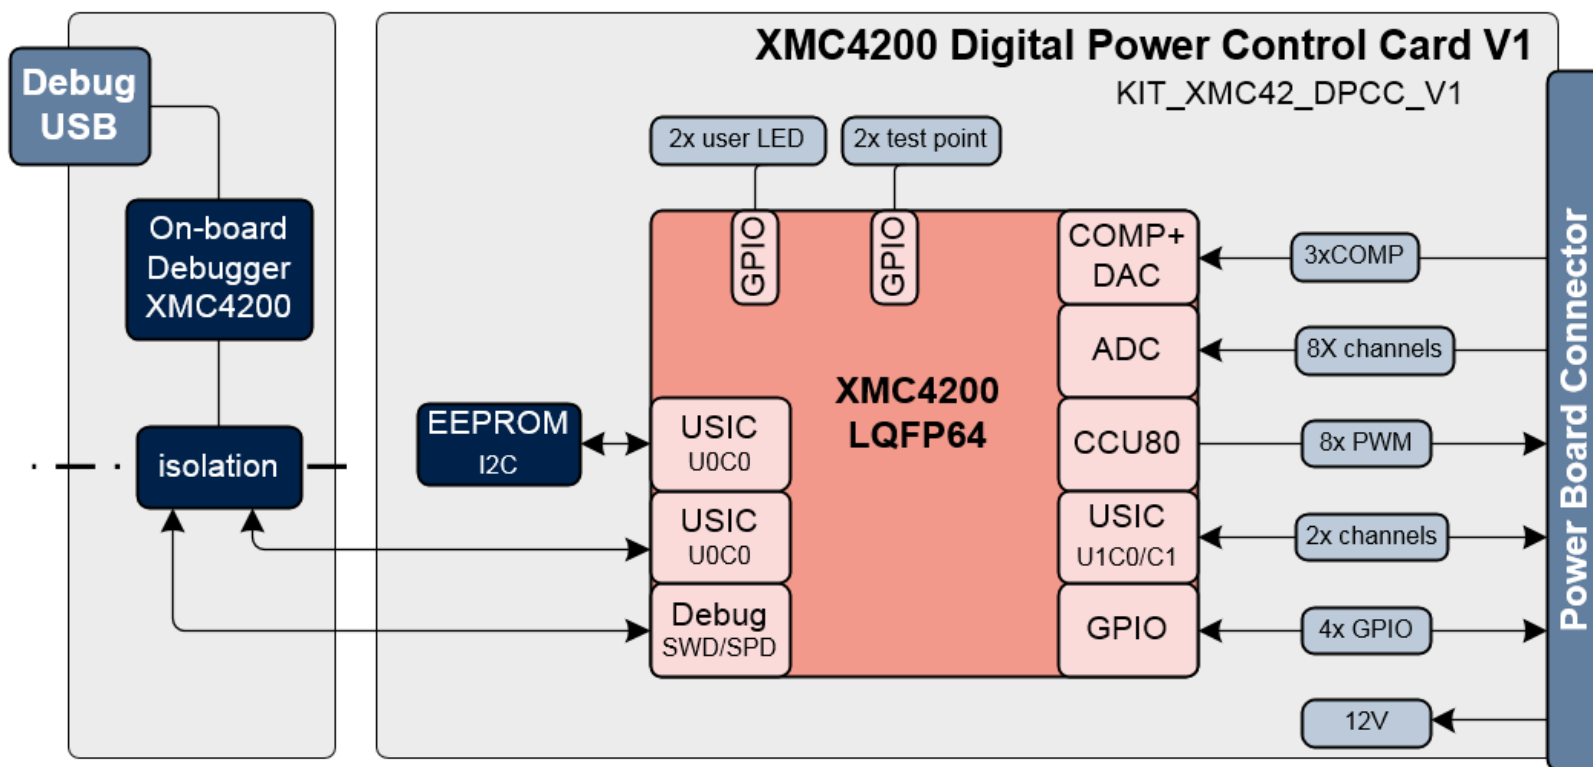 XMC4200 Digital Power Control Card V1
KIT_XMC42_DPCC_V1
Debug
USB
On-board
Debugger
XMC4200
isolation
EEPROM
I2C
2x user LED
2x test point
GPIO
GPIO
XMC4200
LQFP64
USIC
U0C0
USIC
U0C0
Debug
SWD/SPD
COMP+
DAC
ADC
CCU80
USIC
U1C0/C1
GPIO
3xCOMP
8X channels
8x PWM
2x channels
4x GPIO
12V
Power Board Connector